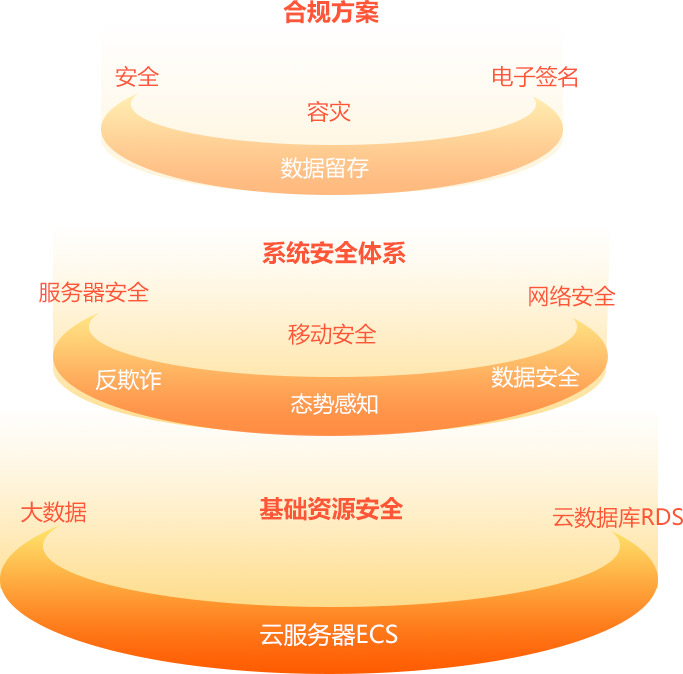 合规方案
安全
电子签名
容灾
数据留存
系统安全体系
服务器安全
网络安全
移动安全
反欺诈
数据安全
态势感知
基础资源安全
大数据
云数据库RDS
云服务器ECS